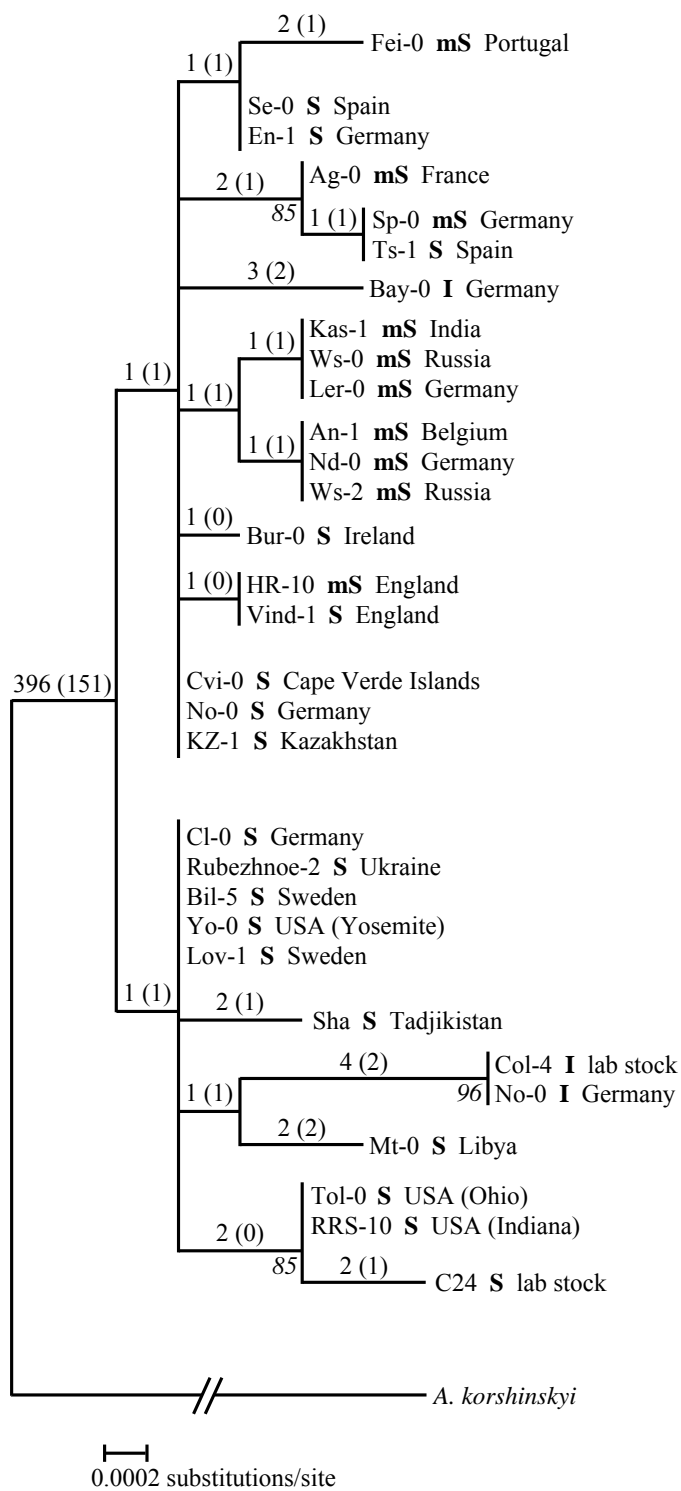 2 (1)
Fei-0 mS Portugal
1 (1)
Se-0 S Spain
En-1 S Germany
Ag-0 mS France
2 (1)
85
1 (1)
Sp-0 mS Germany
Ts-1 S Spain
3 (2)
Bay-0 I Germany
Kas-1 mS India
1 (1)
Ws-0 mS Russia
Ler-0 mS Germany
1 (1)
1 (1)
An-1 mS Belgium
1 (1)
Nd-0 mS Germany
Ws-2 mS Russia
1 (0)
Bur-0 S Ireland
1 (0)
HR-10 mS England
Vind-1 S England
396 (151)
Cvi-0 S Cape Verde Islands
No-0 S Germany
KZ-1 S Kazakhstan
Cl-0 S Germany
Rubezhnoe-2 S Ukraine
Bil-5 S Sweden
Yo-0 S USA (Yosemite)
Lov-1 S Sweden
1 (1)
2 (1)
Sha S Tadjikistan
4 (2)
Col-4 I lab stock
1 (1)
96
No-0 I Germany
2 (2)
Mt-0 S Libya
Tol-0 S USA (Ohio)
RRS-10 S USA (Indiana)
2 (0)
85
2 (1)
C24 S lab stock
A. korshinskyi
0.0002 substitutions/site